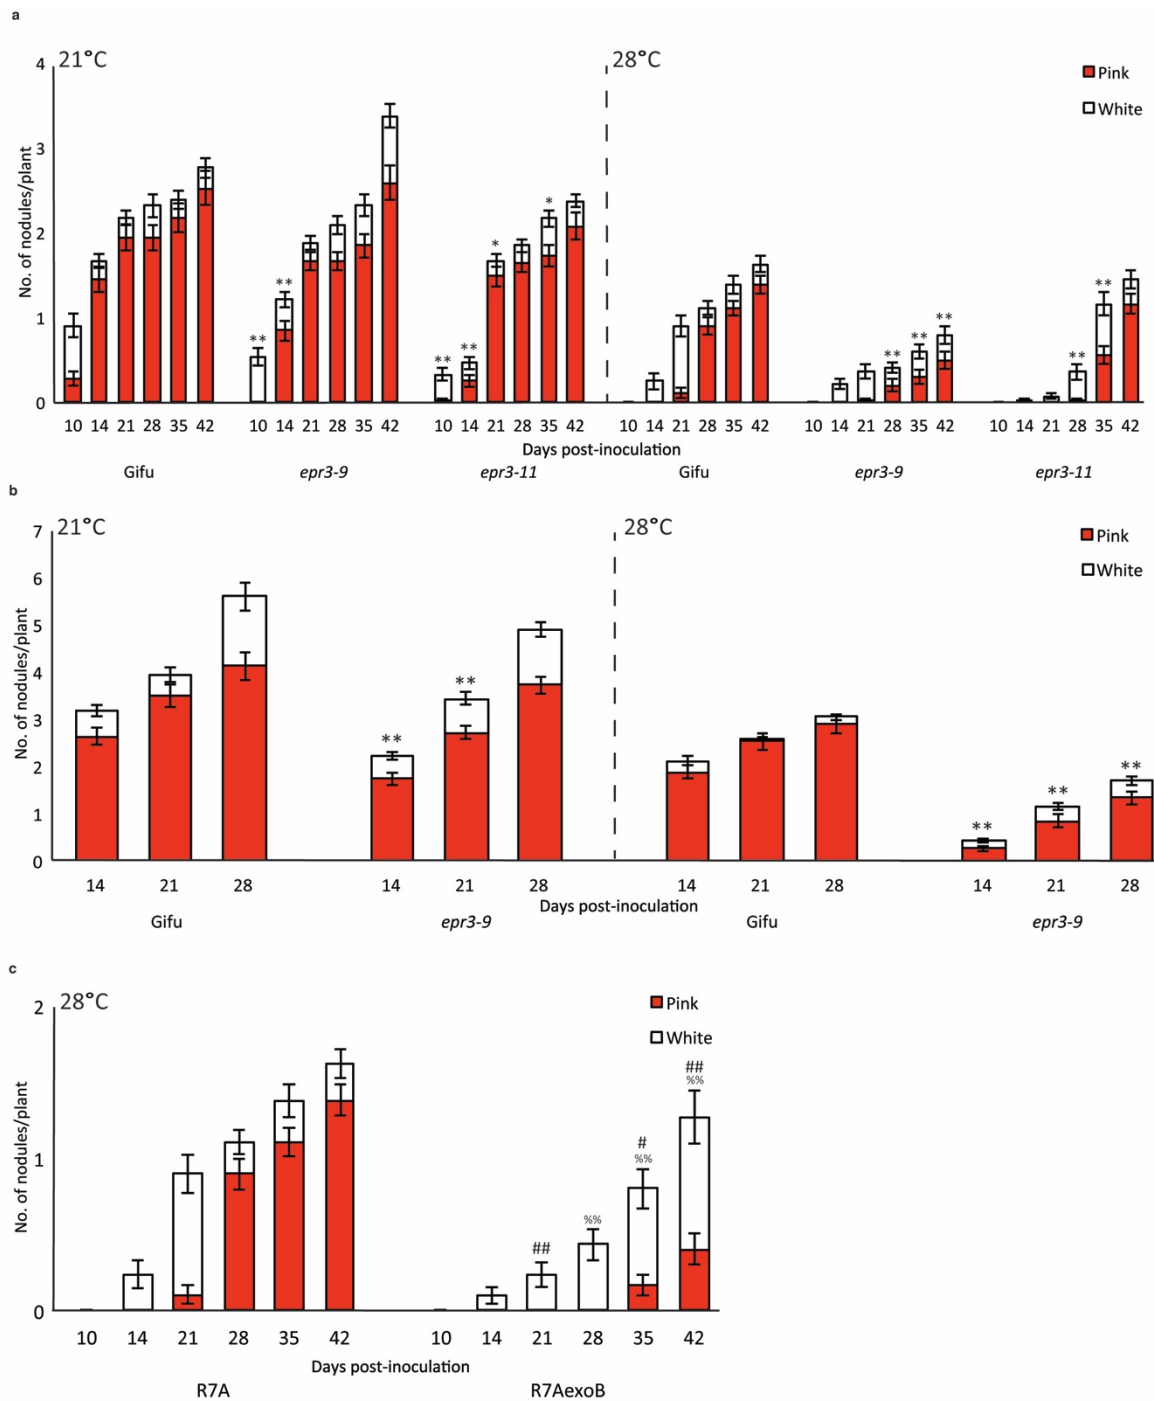 a
21°C
28°C
Pink
White
No. of nodules/plant
4
3
2
1
0
** ** ** ** * * ** ** ** ** **
10 14 21 28 35 42 10 14 21 28 35 42 10 14 21 28 35 42 10 14 21 28 35 42 10 14 21 28 35 42 10 14 21 28 35 42
Days post-inoculation
Gifu epr3-9 epr3-11 Gifu epr3-9 epr3-11
b
21°C
28°C
Pink
White
No. of nodules/plant
7
6
5
4
3
2
1
0
** ** ** ** **
14 21 28 14 21 28 14 21 28 14 21 28
Days post-inoculation
Gifu epr3-9 Gifu epr3-9
c
28°C
Pink
White
No. of nodules/plant
2
1
0
##
%%
#
%%
##
%%
10 14 21 28 35 42 10 14 21 28 35 42
Days post-inoculation
R7A R7AexoB